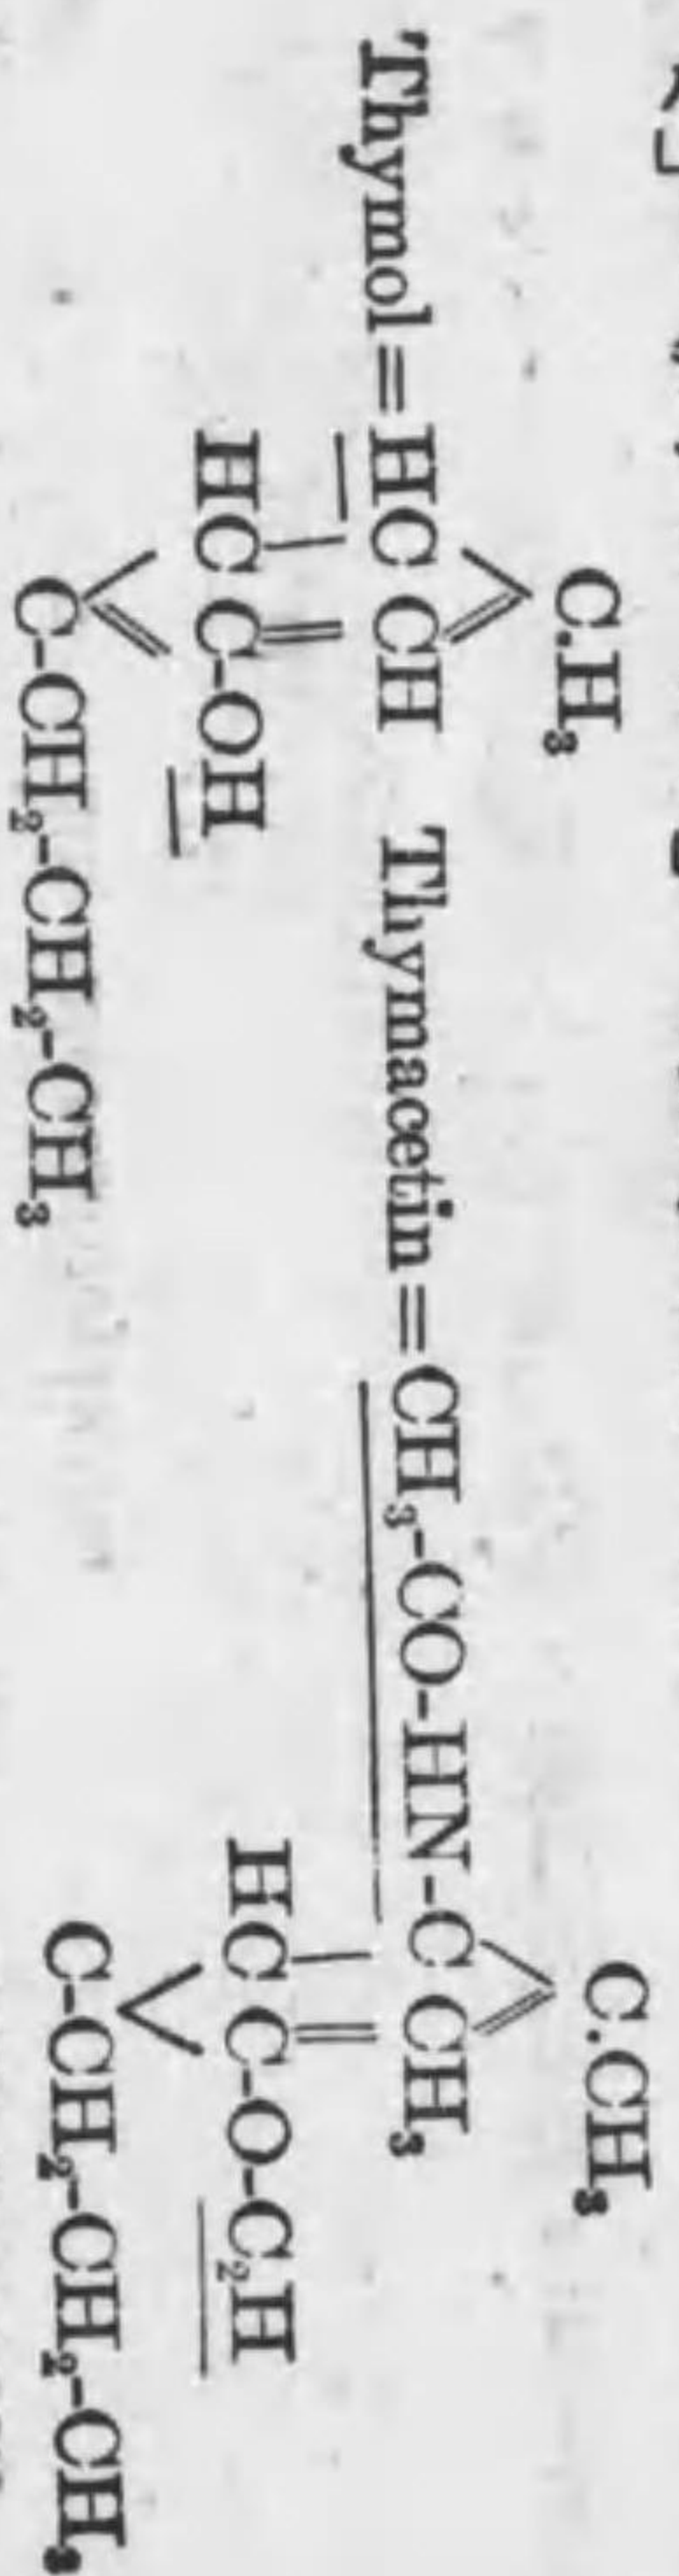 C.H₃ C.CH₃
Thymol=HC CH Thymacetin=CH₃-CO-HN-C CH₃
HC C-OH HC C-O-C₂H
C-CH₂-CH₂-CH₃ C-CH₂-CH₂-CH₃